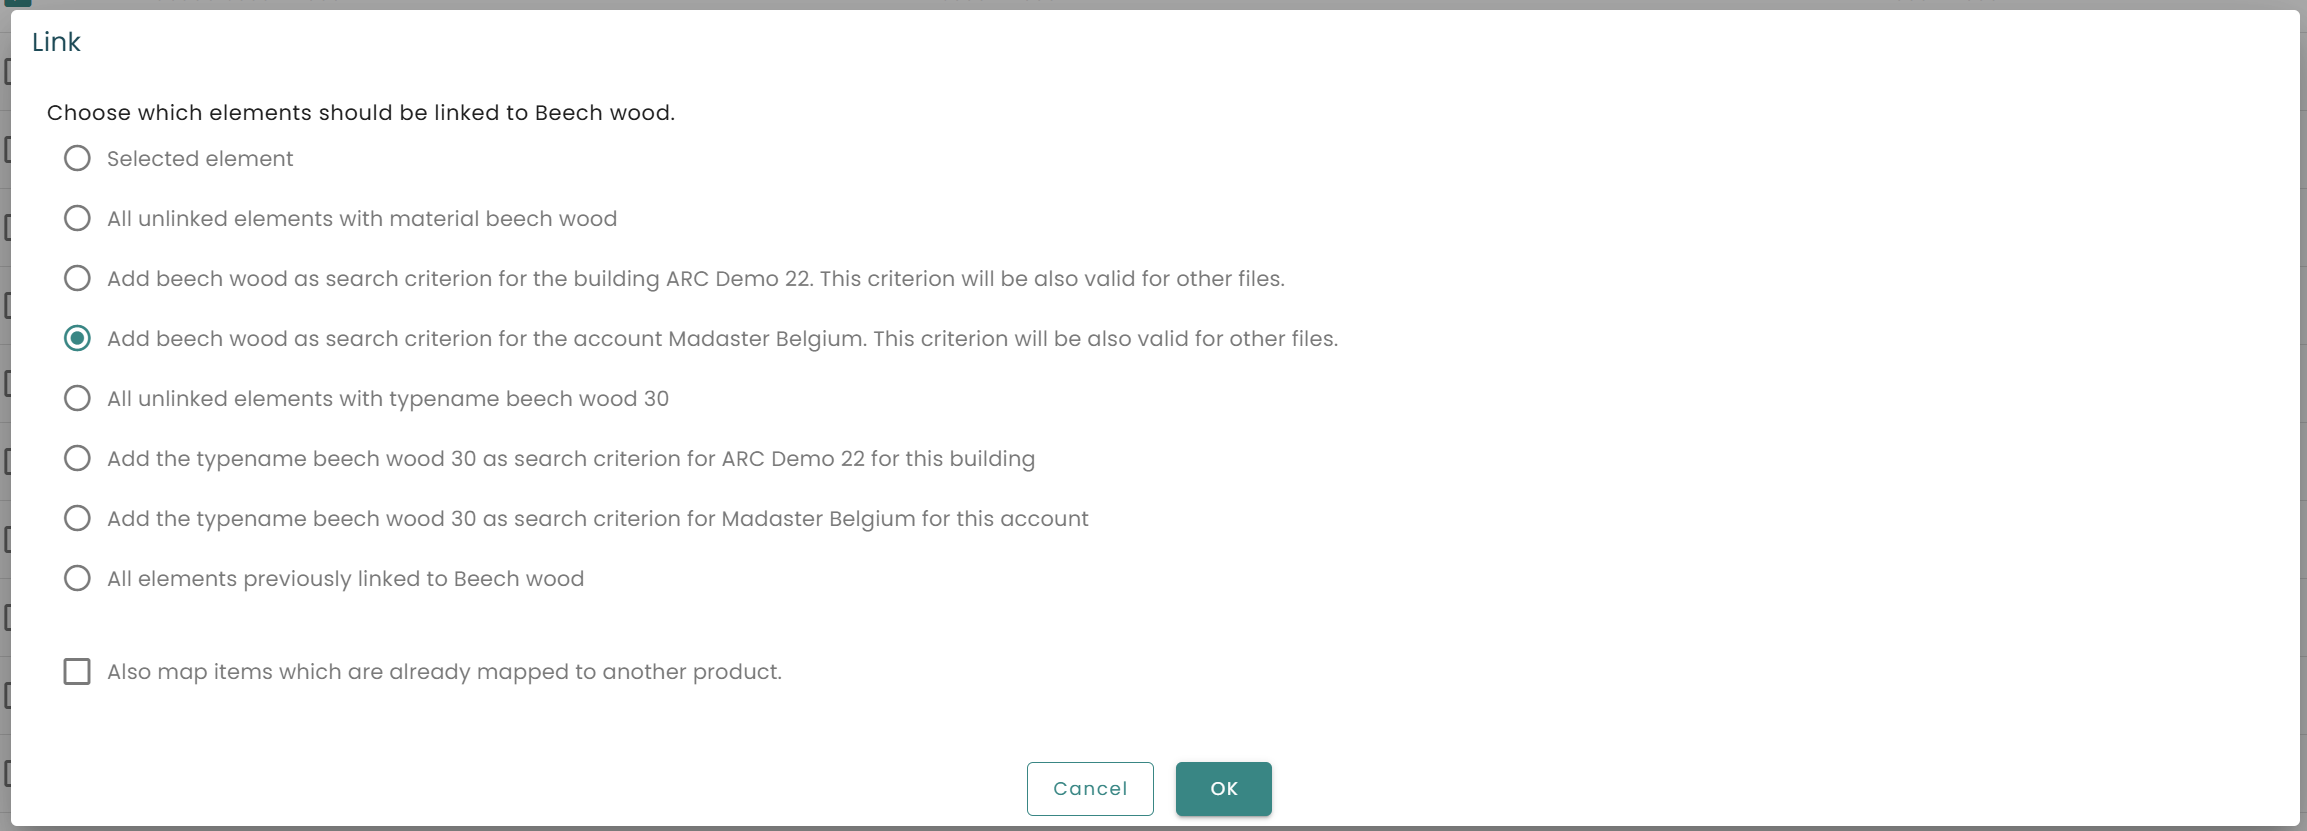 Link
Choose which elements should be linked to Beech wood.
Selected element
All unlinked elements with material beech wood
Add beech wood as search criterion for the building ARC Demo 22. This criterion will be also valid for other files.
Add beech wood as search criterion for the account Madaster Belgium. This criterion will be also valid for other files.
All unlinked elements with typename beech wood 30
Add the typename beech wood 30 as search criterion for ARC Demo 22 for this building
Add the typename beech wood 30 as search criterion for Madaster Belgium for this account
All elements previously linked to Beech wood
Also map items which are already mapped to another product.
Cancel OK